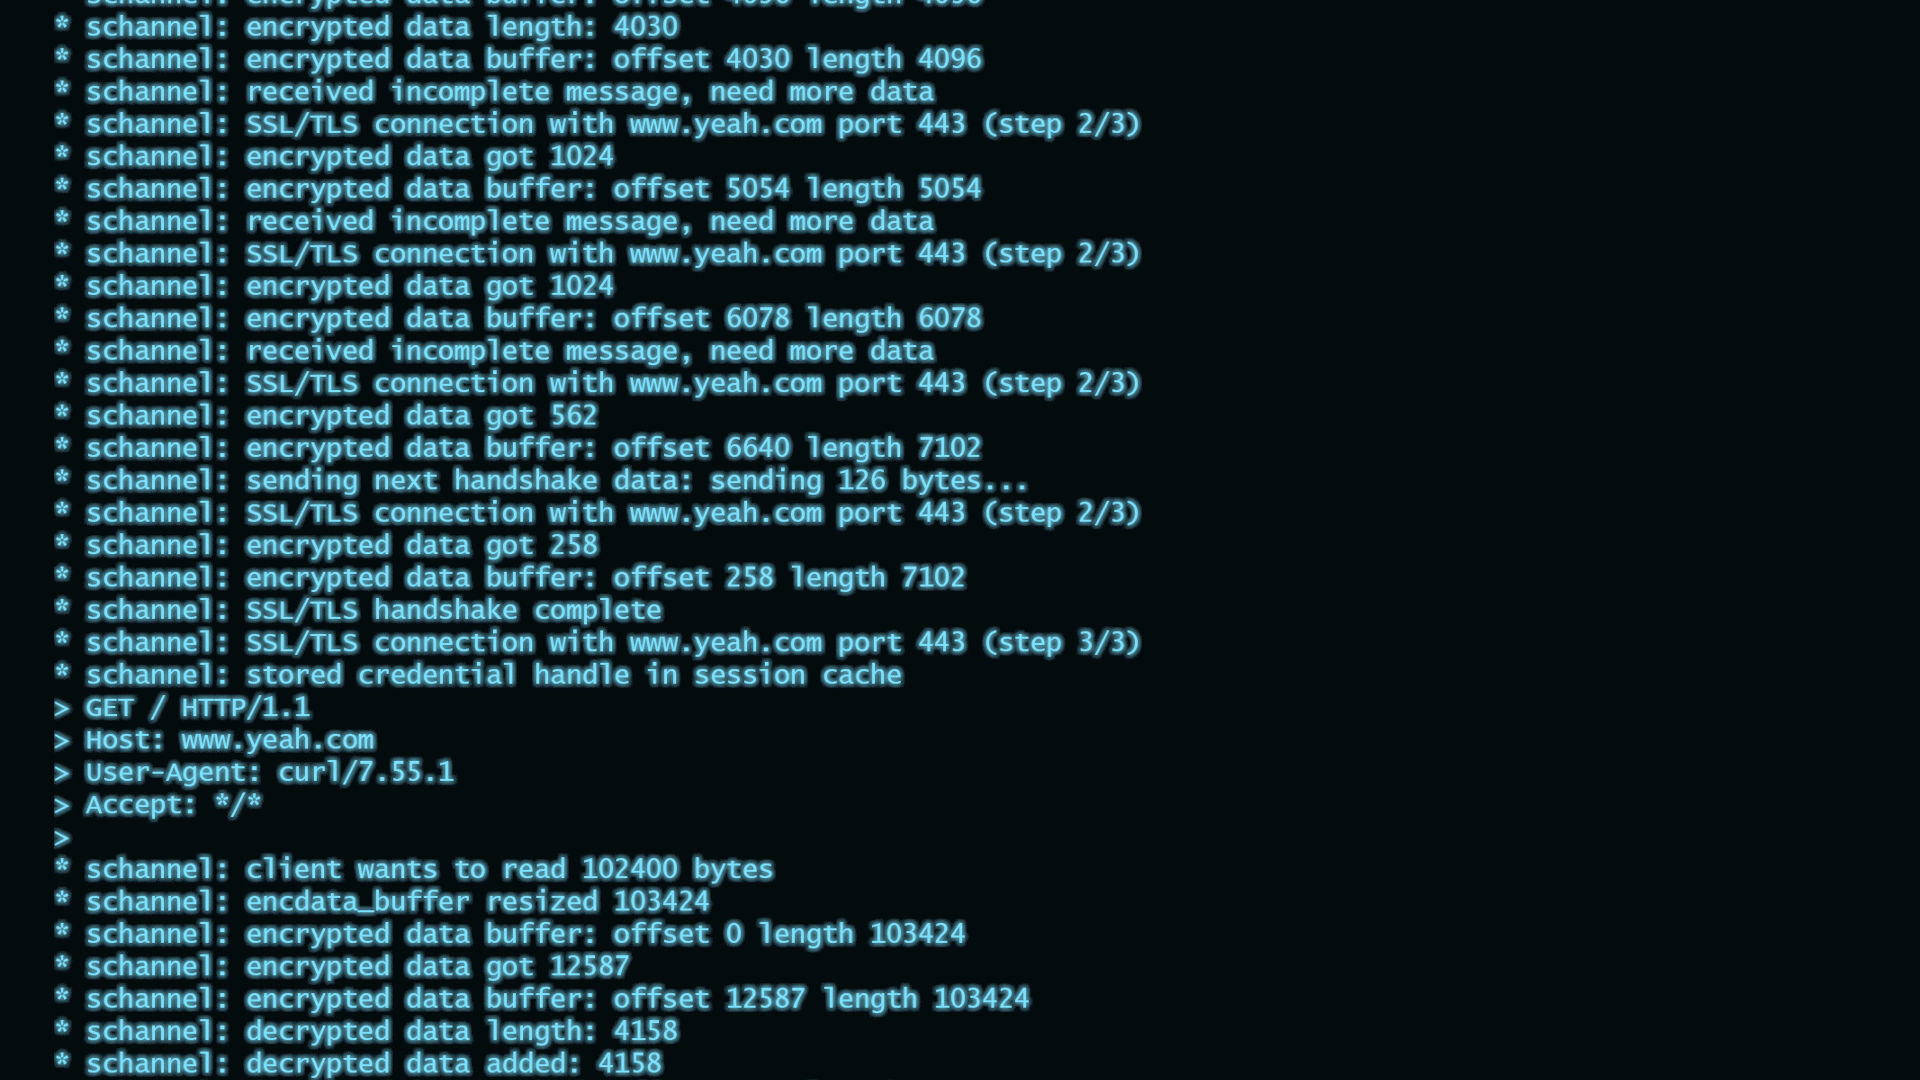 * schannel: encrypted data buffer: offset 4096 length 4096
* schannel: encrypted data length: 4030
* schannel: encrypted data buffer: offset 4030 length 4096
* schannel: received incomplete message, need more data
* schannel: SSL/TLS connection with www.yeah.com port 443 (step 2/3)
* schannel: encrypted data got 1024
* schannel: encrypted data buffer: offset 5054 length 5054
* schannel: received incomplete message, need more data
* schannel: SSL/TLS connection with www.yeah.com port 443 (step 2/3)
* schannel: encrypted data got 1024
* schannel: encrypted data buffer: offset 6078 length 6078
* schannel: received incomplete message, need more data
* schannel: SSL/TLS connection with www.yeah.com port 443 (step 2/3)
* schannel: encrypted data got 562
* schannel: encrypted data buffer: offset 6640 length 7102
* schannel: sending next handshake data: sending 126 bytes...
* schannel: SSL/TLS connection with www.yeah.com port 443 (step 2/3)
* schannel: encrypted data got 258
* schannel: encrypted data buffer: offset 258 length 7102
* schannel: SSL/TLS handshake complete
* schannel: SSL/TLS connection with www.yeah.com port 443 (step 3/3)
* schannel: stored credential handle in session cache
> GET / HTTP/1.1
> Host: www.yeah.com
> User-Agent: curl/7.55.1
> Accept: */*
>
* schannel: client wants to read 102400 bytes
* schannel: encdata_buffer resized 103424
* schannel: encrypted data buffer: offset 0 length 103424
* schannel: encrypted data got 12587
* schannel: encrypted data buffer: offset 12587 length 103424
* schannel: decrypted data length: 4158
* schannel: decrypted data added: 4158